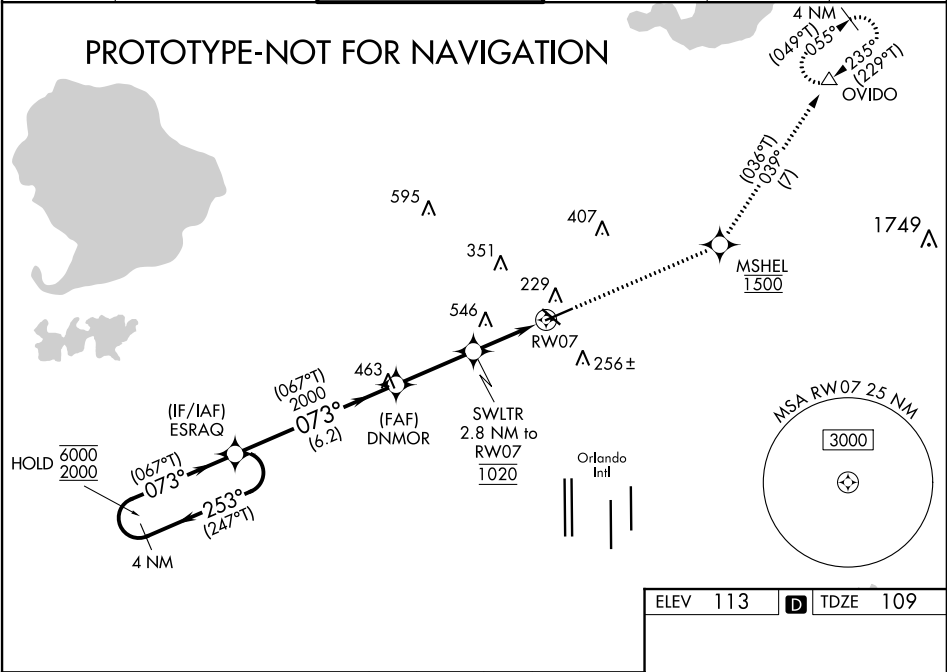 PROTOTYPE-NOT FOR NAVIGATION
4 NM
(049°T)
055°
235°
(229°T)
OVIDO
(036°T)
039°
(7)
595
407
1749
351
MSHEL
1500
229
546
RW07
256±
463
(067°T)
2000
073°
(6.2)
(FAF)
DNMOR
SWLTR
2.8 NM to
RW07
1020
(IF/IAF)
ESRAQ
HOLD 6000
2000
(067°T)
073°
253°
(247°T)
4 NM
Orlando
Intl
MSA RW07 25 NM
3000
ELEV 113 D TDZE 109